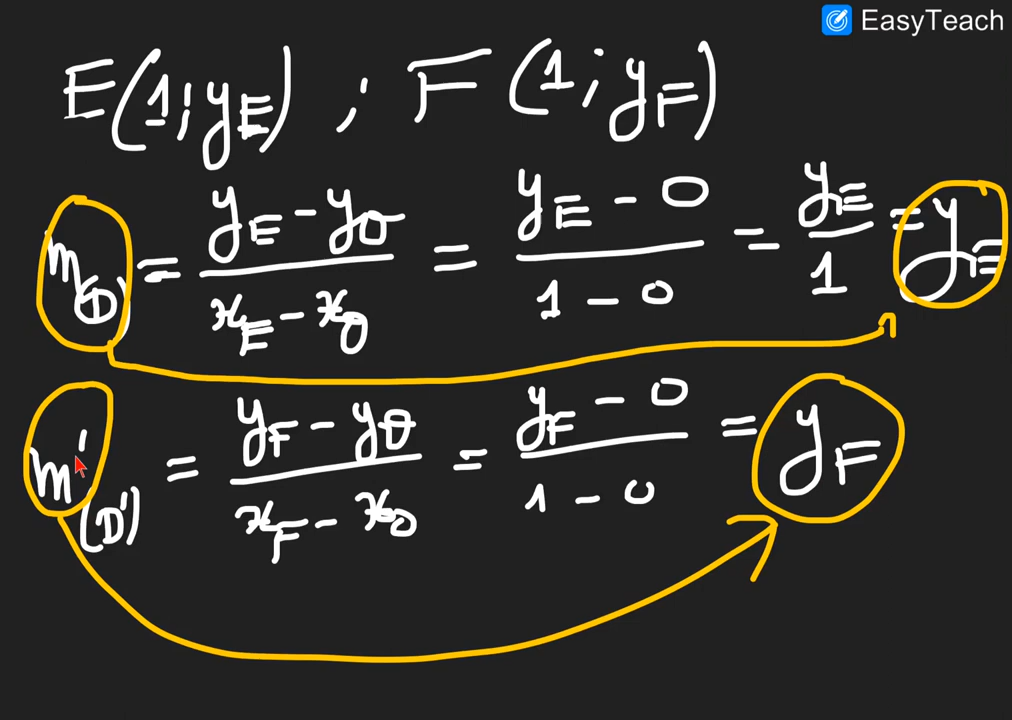 EasyTeach
E(1;yE) ; F(1;yF)
m(D) = yE - yO / xE - xO = yE - 0 / 1 - 0 = yE / 1 = yE
m'(D') = yF - yO / xF - xO = yF - 0 / 1 - 0 = yF